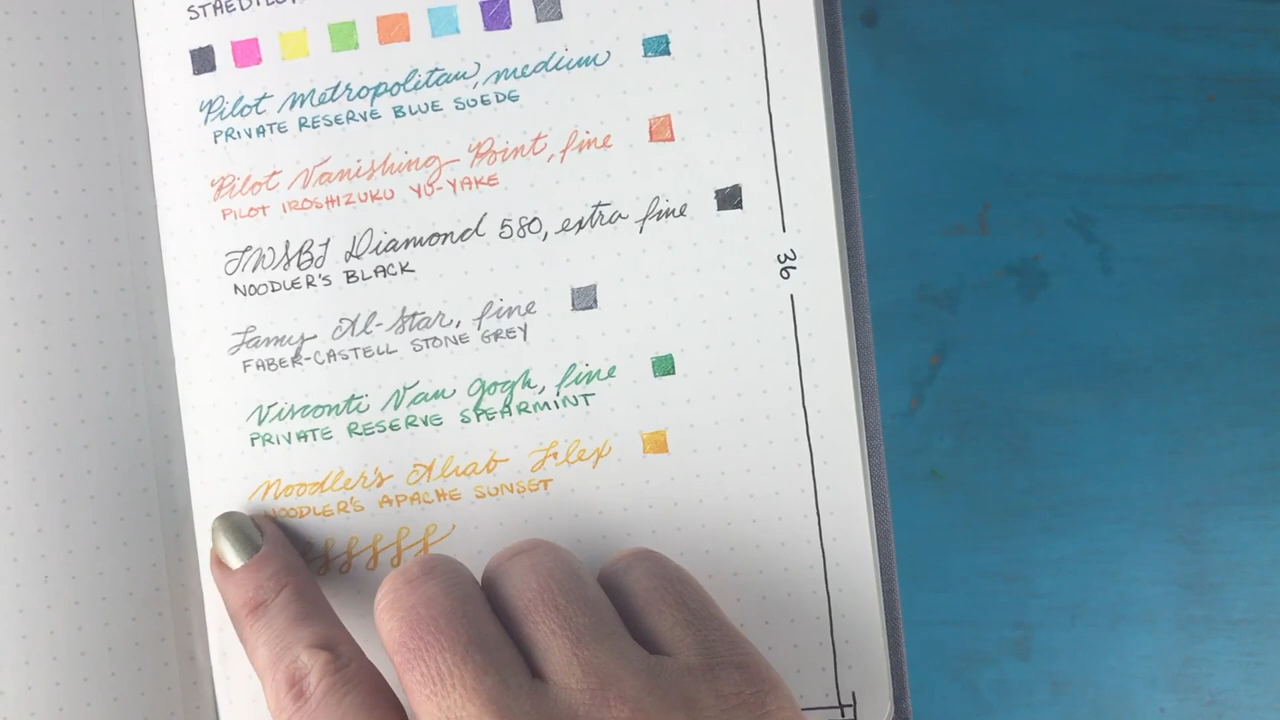 Pilot Metropolitan, medium
PRIVATE RESERVE BLUE SUEDE
Pilot Vanishing Point, fine
PILOT IROSHIZUKU YU-YAKE
TWSBI Diamond 580, extra fine
NOODLER'S BLACK
36
Lamy Al-Star, fine
FABER-CASTELL STONE GREY
Visconti Van Gogh, fine
PRIVATE RESERVE SPEARMINT
Noodler's Ahab Flex
NOODLER'S APACHE SUNSET